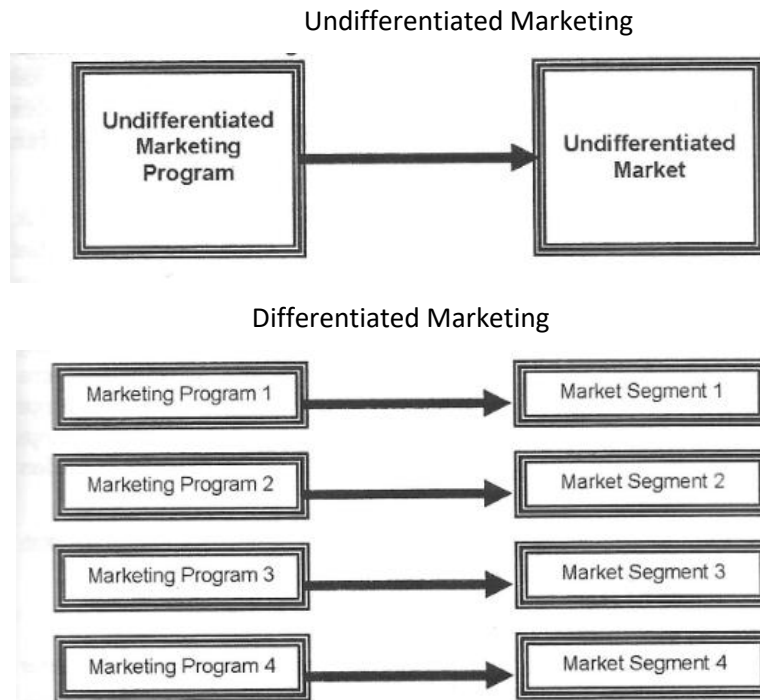 Undifferentiated Marketing
Undifferentiated
Marketing
Program
Undifferentiated
Market
Differentiated Marketing
Marketing Program 1
Market Segment 1
Marketing Program 2
Market Segment 2
Marketing Program 3
Market Segment 3
Marketing Program 4
Market Segment 4